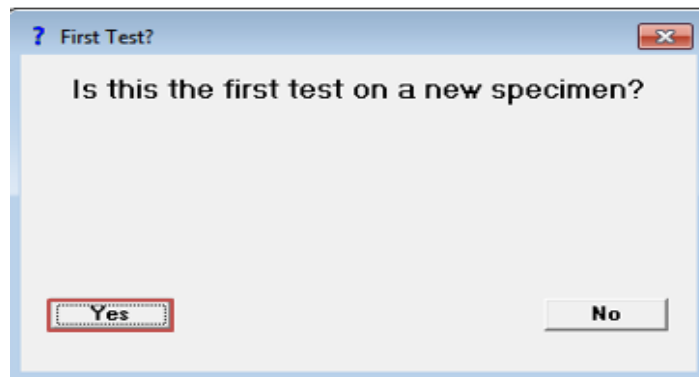 ? First Test?
Is this the first test on a new specimen?
Yes
No